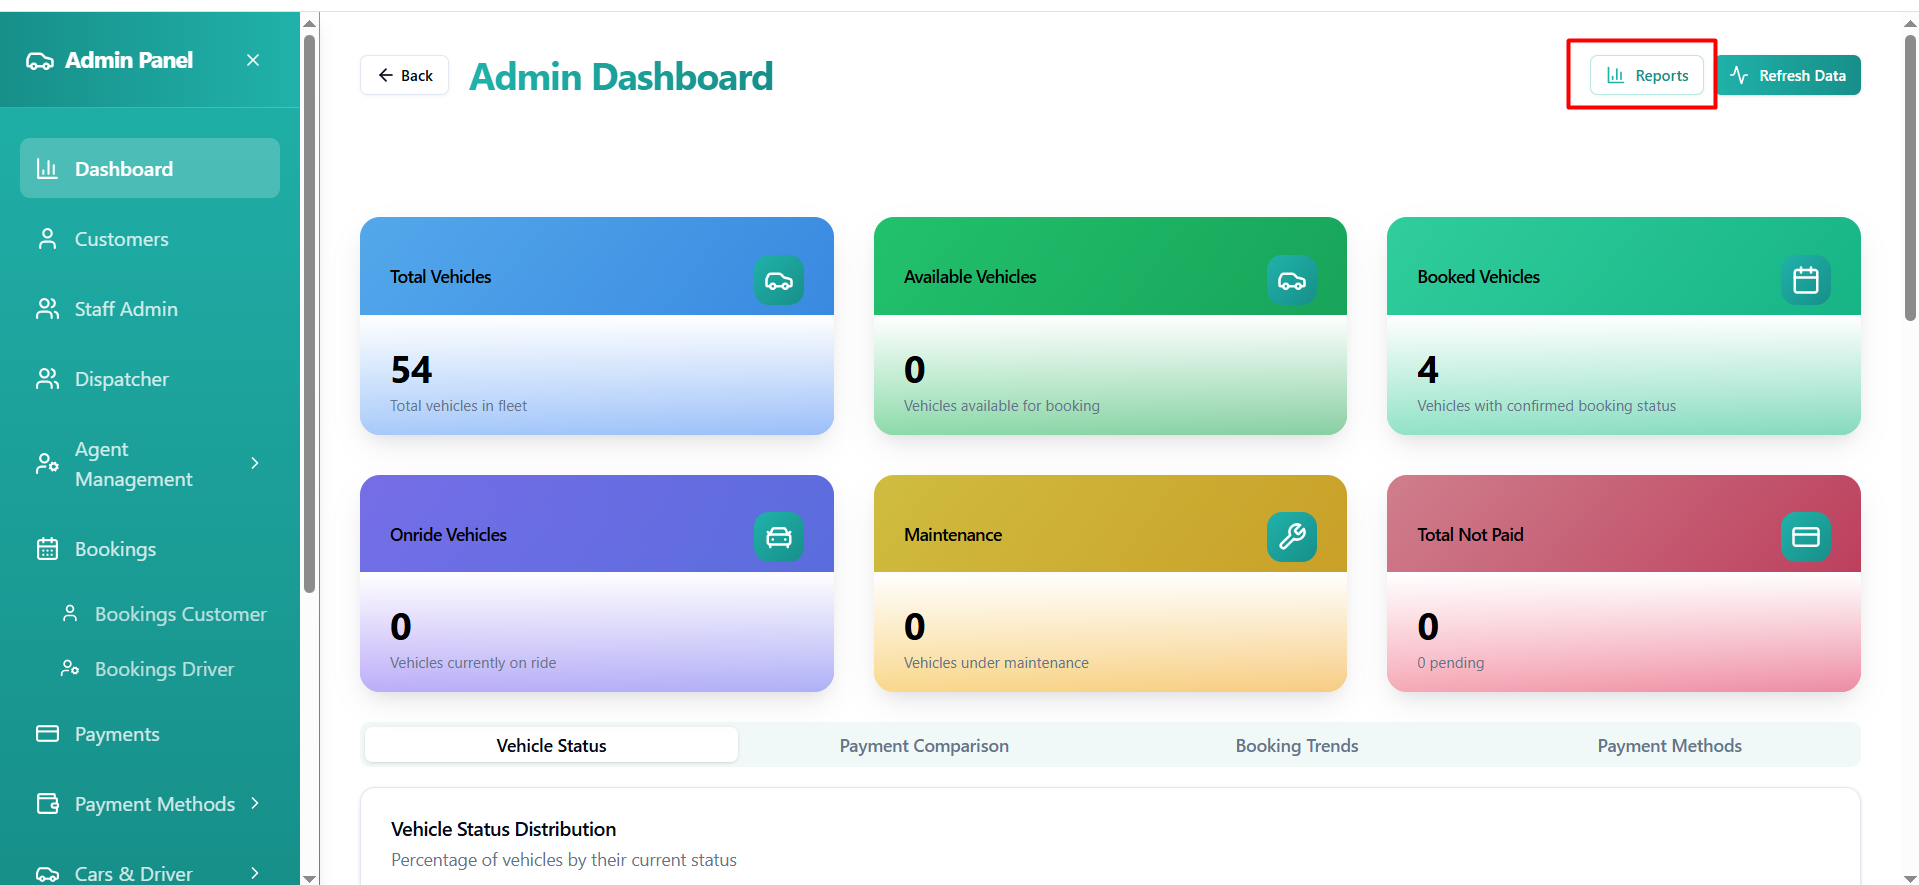 Admin Panel
Dashboard
Customers
Staff Admin
Dispatcher
Agent
Management
Bookings
Bookings Customer
Bookings Driver
Payments
Payment Methods
Cars & Driver
Back
Admin Dashboard
Reports
Refresh Data
Total Vehicles
54
Total vehicles in fleet
Available Vehicles
0
Vehicles available for booking
Booked Vehicles
4
Vehicles with confirmed booking status
Onride Vehicles
0
Vehicles currently on ride
Maintenance
0
Vehicles under maintenance
Total Not Paid
0
0 pending
Vehicle Status
Payment Comparison
Booking Trends
Payment Methods
Vehicle Status Distribution
Percentage of vehicles by their current status